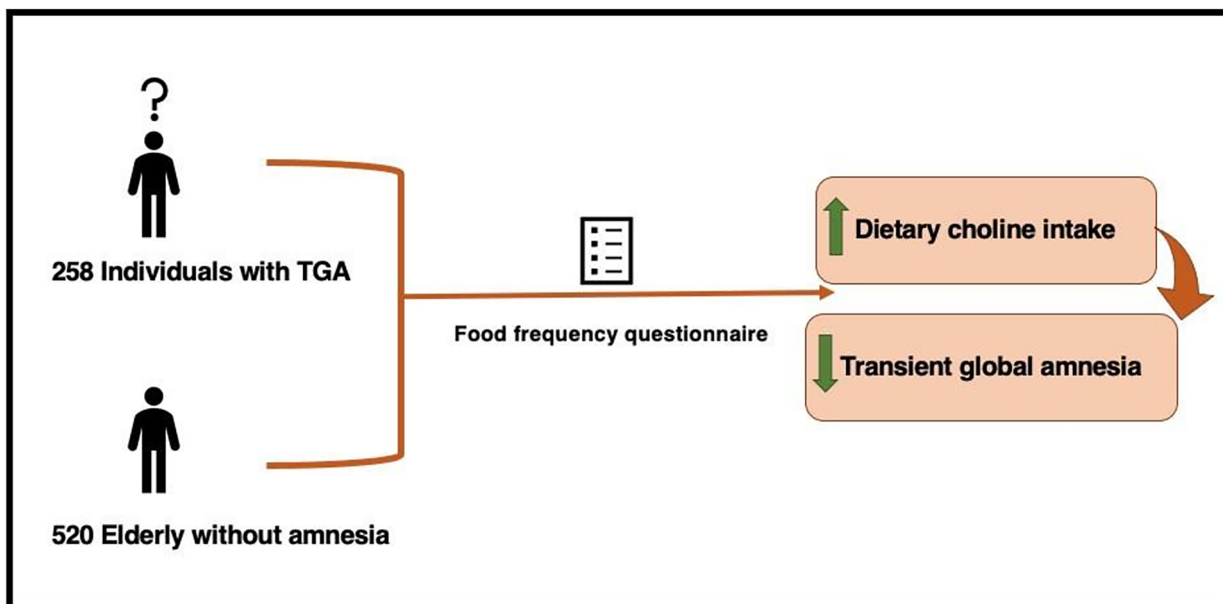 ?
258 Individuals with TGA
Food frequency questionnaire
Dietary choline intake
Transient global amnesia
520 Elderly without amnesia